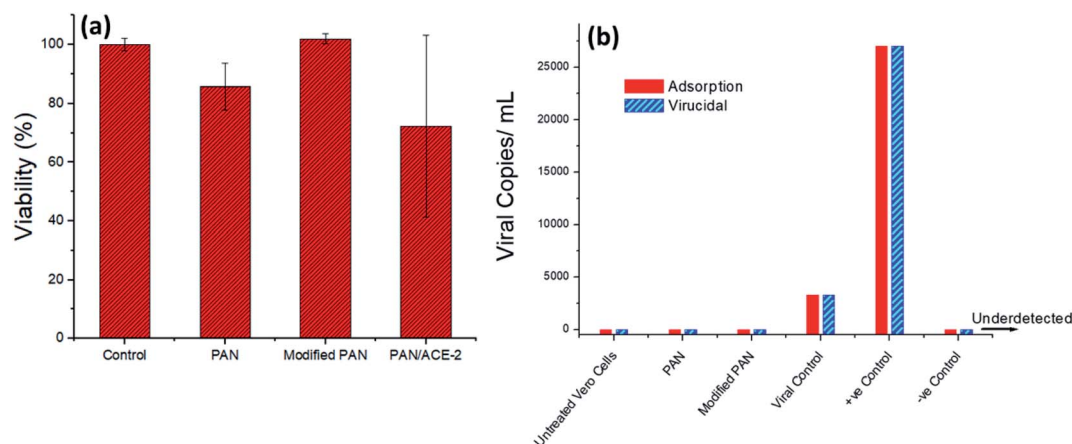 (a)
100
80
60
40
20
0
Viability (%)
Control
PAN
Modified PAN
PAN/ACE-2
(b)
Adsorption
Virucidal
25000
20000
15000
10000
5000
0
Viral Copies/ mL
Underdetected
Untreated Vero Cells
PAN
Modified PAN
Viral Control
+ve Control
-ve Control